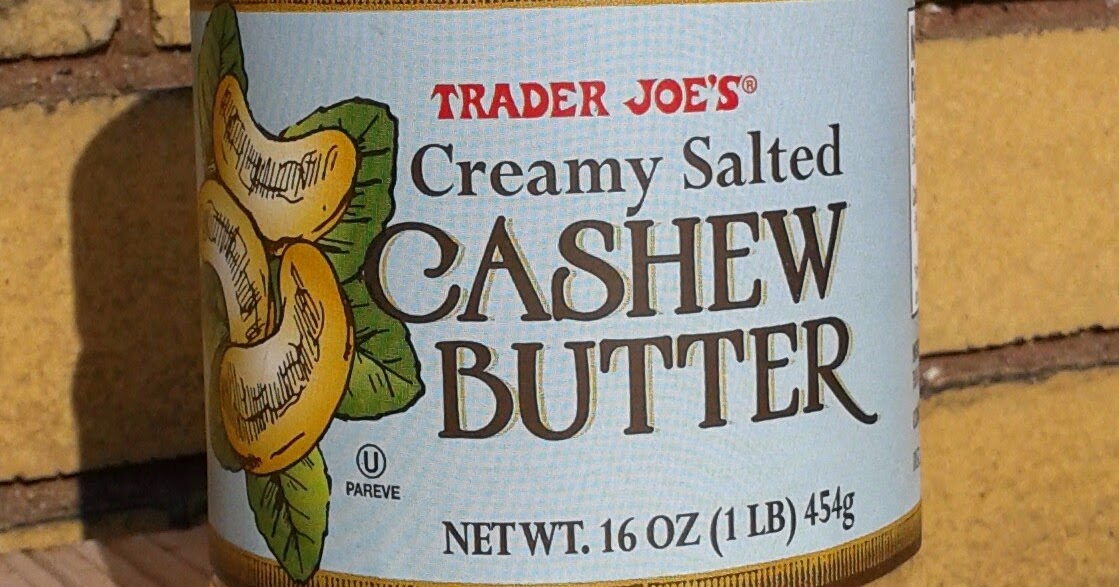 TRADER JOE'S®
Creamy Salted
CASHEW
BUTTER
U
PAREVE
NET WT. 16 OZ (1 LB) 454g